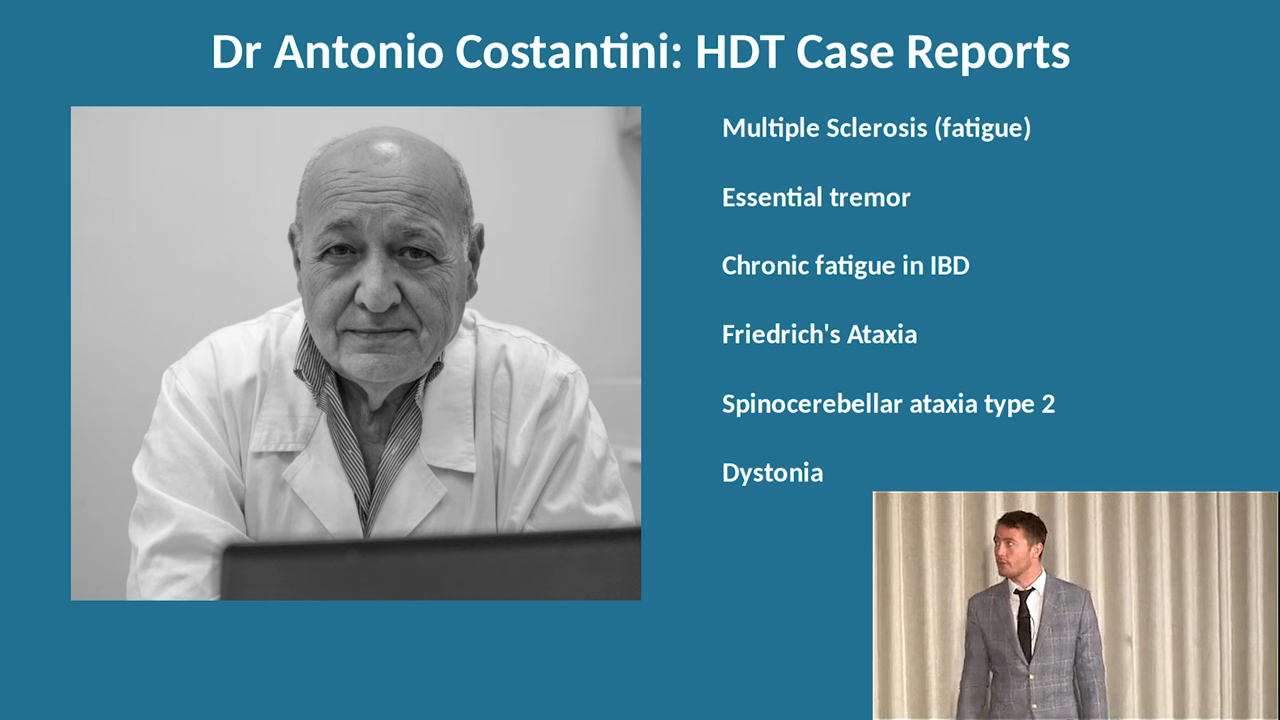 Dr Antonio Costantini: HDT Case Reports
Multiple Sclerosis (fatigue)
Essential tremor
Chronic fatigue in IBD
Friedrich's Ataxia
Spinocerebellar ataxia type 2
Dystonia